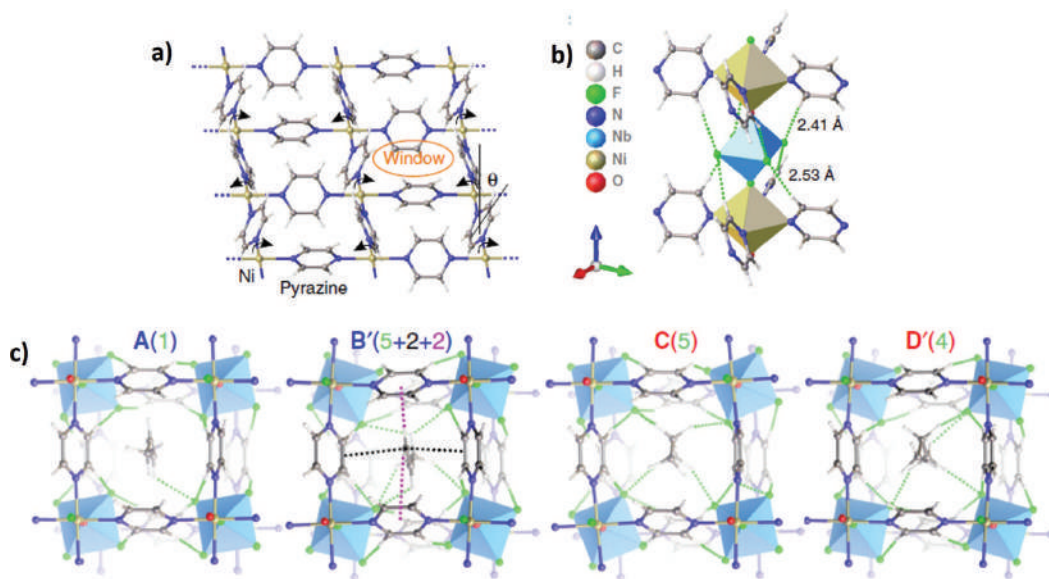 a)
Window
θ
Ni
Pyrazine
b)
C
H
F
N
Nb
Ni
O
2.41 Å
2.53 Å
c)
A(1)
B′(5+2+2)
C(5)
D′(4)